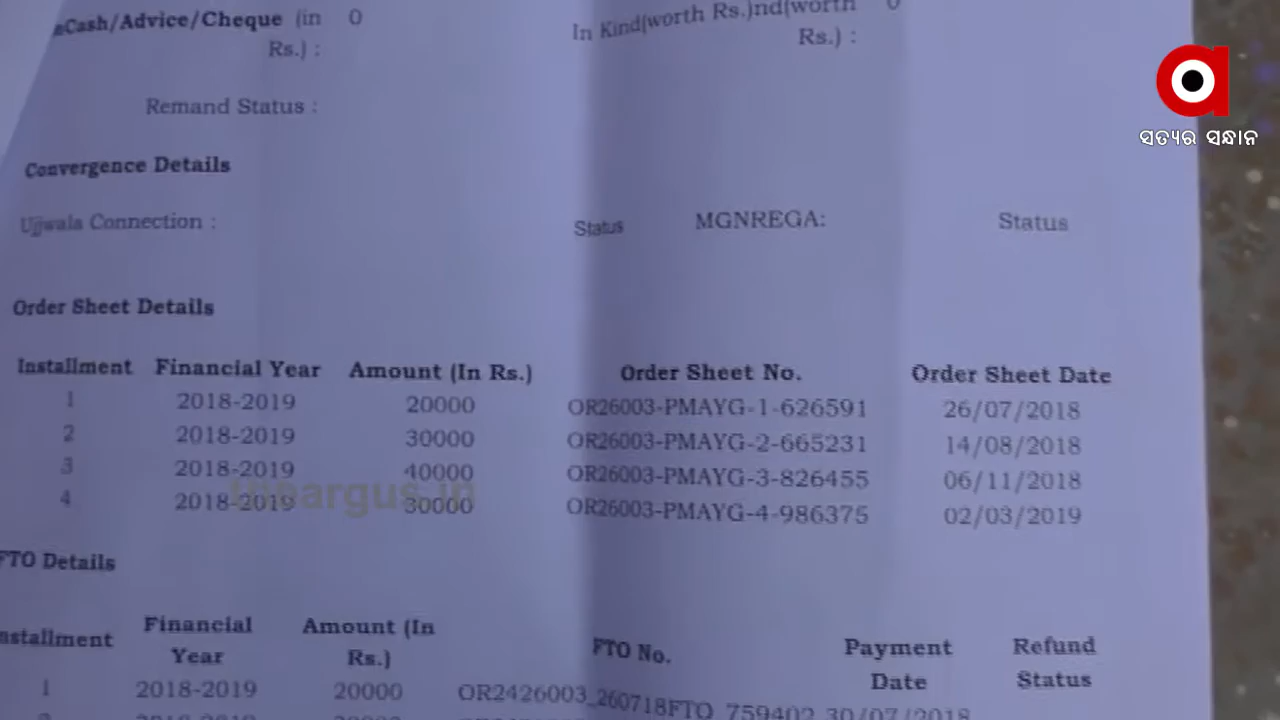 Cash/Advice/Cheque (in 0 In Kind(worth Rs.)nd(worth 0
Rs.) : Rs.) :
ସତ୍ୟର ସନ୍ଧାନ
Remand Status :
Convergence Details
Ujjwala Connection : Status MGNREGA: Status
Order Sheet Details
Installment Financial Year Amount (In Rs.) Order Sheet No. Order Sheet Date
1 2018-2019 20000 OR26003-PMAYG-1-626591 26/07/2018
2 2018-2019 30000 OR26003-PMAYG-2-665231 14/08/2018
3 2018-2019 40000 OR26003-PMAYG-3-826455 06/11/2018
4 2018-2019 30000 OR26003-PMAYG-4-986375 02/03/2019
theargus.in
FTO Details
nstallment Financial Year Amount (In Rs.) FTO No. Payment Date Refund Status
1 2018-2019 20000 OR2426003_260718FTO_759402 30/07/2018